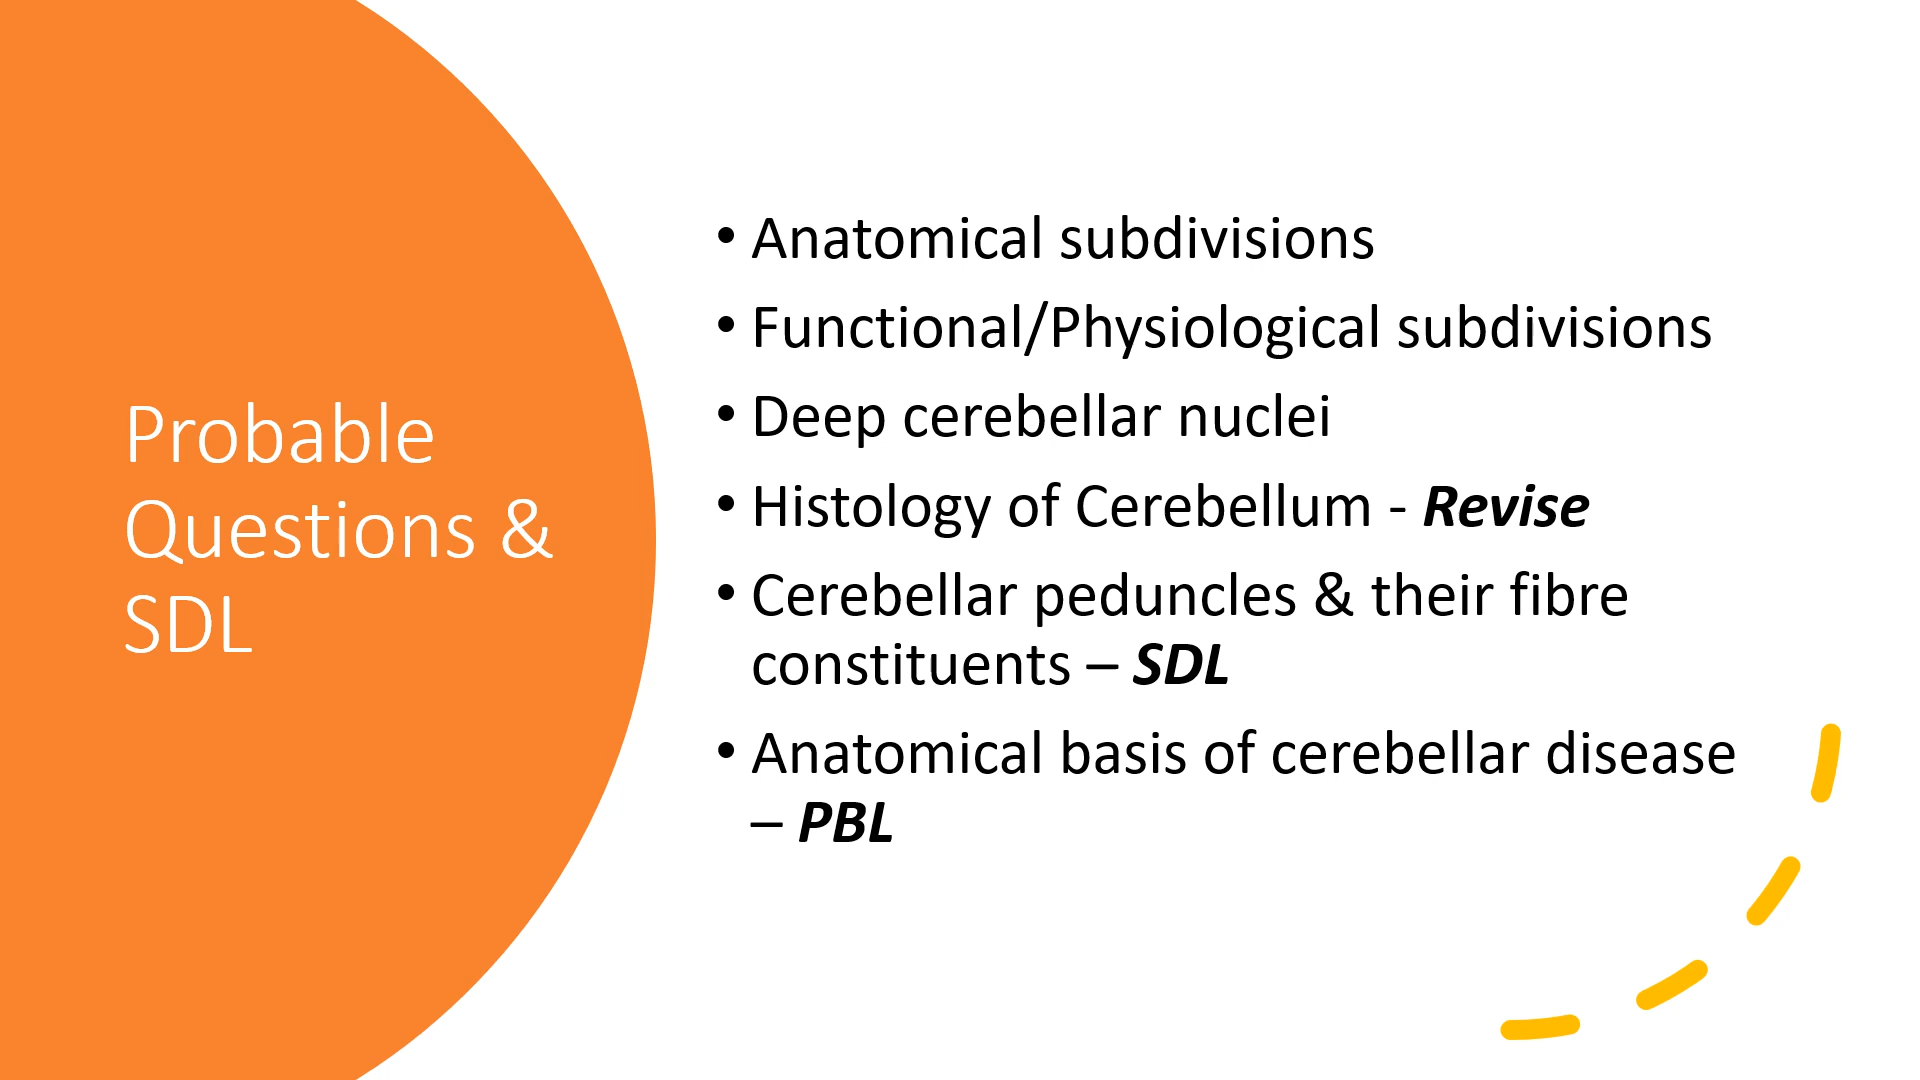 Probable
Questions &
SDL
• Anatomical subdivisions
• Functional/Physiological subdivisions
• Deep cerebellar nuclei
• Histology of Cerebellum - Revise
• Cerebellar peduncles & their fibre
constituents – SDL
• Anatomical basis of cerebellar disease
– PBL